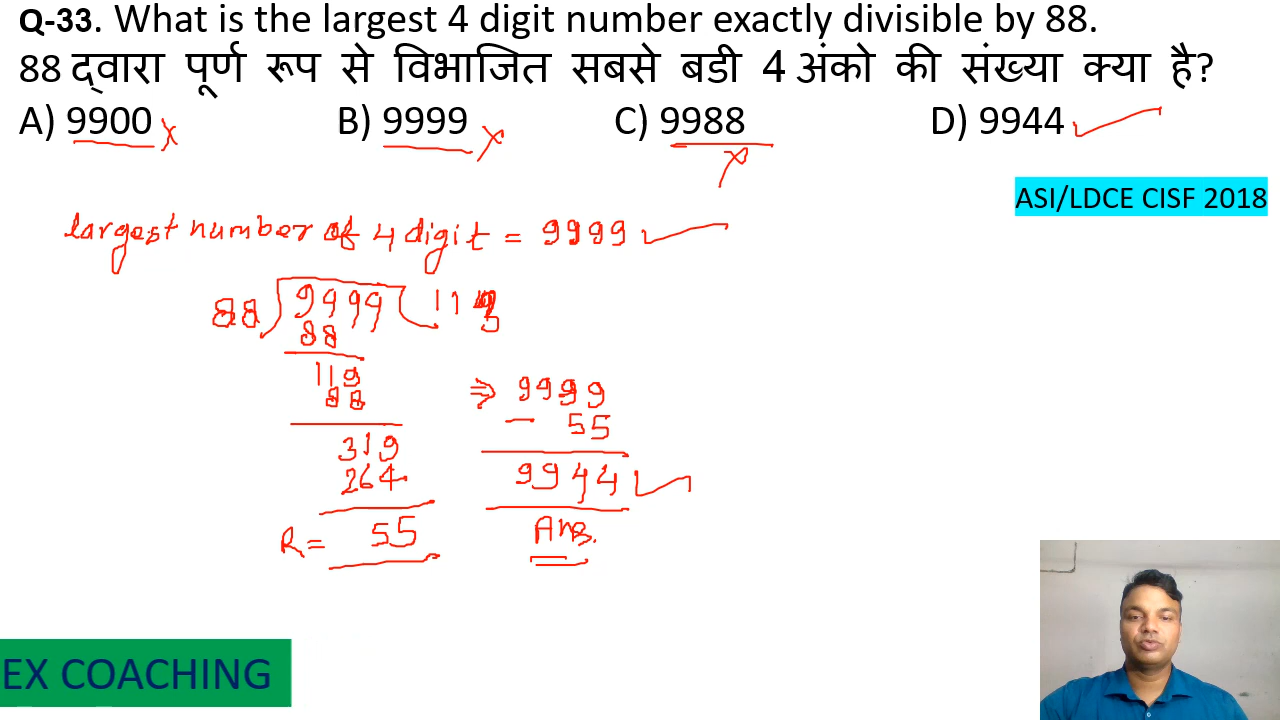 Q-33. What is the largest 4 digit number exactly divisible by 88.
88 द्वारा पूर्ण रूप से विभाजित सबसे बडी 4 अंको की संख्या क्या है?
A) 9900 x B) 9999 x C) 9988 x D) 9944 ✓
ASI/LDCE CISF 2018
largest number of 4 digit = 9999 ✓
88 ) 9999 ( 113
88
119
88
319
264
R = 55
⇒ 9999
- 55
9944 ✓
Ans.
EX COACHING